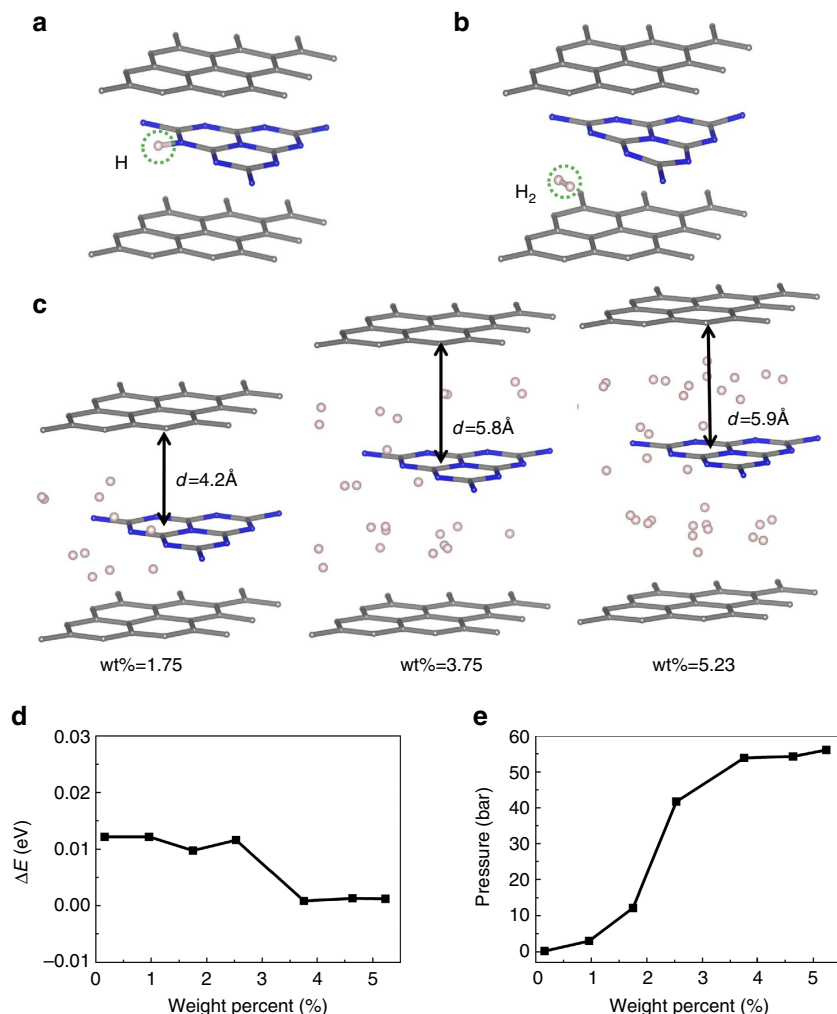 a
b
H
H2
c
d=4.2Å
d=5.8Å
d=5.9Å
wt%=1.75
wt%=3.75
wt%=5.23
d
0.03
0.02
0.01
0.00
–0.01
ΔE (eV)
0 1 2 3 4 5
Weight percent (%)
e
60
50
40
30
20
10
0
Pressure (bar)
0 1 2 3 4 5
Weight percent (%)